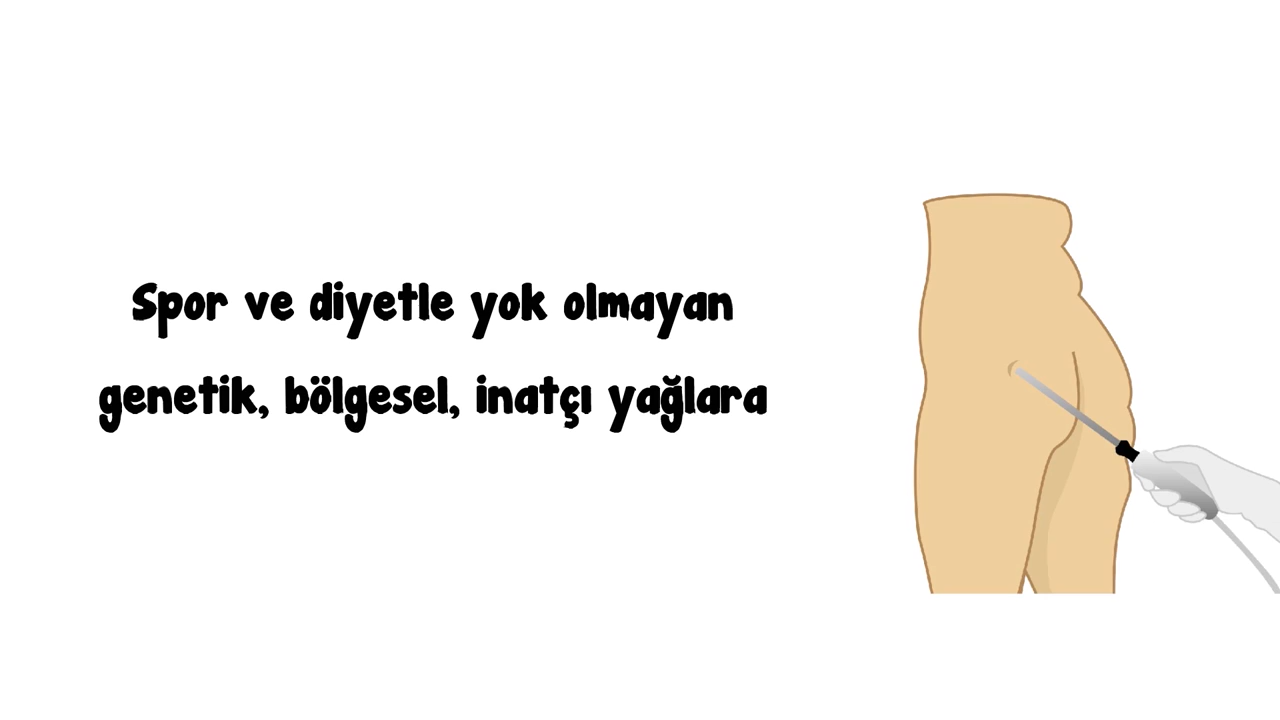 Spor ve diyetle yok olmayan
genetik, bölgesel, inatçı yağlara